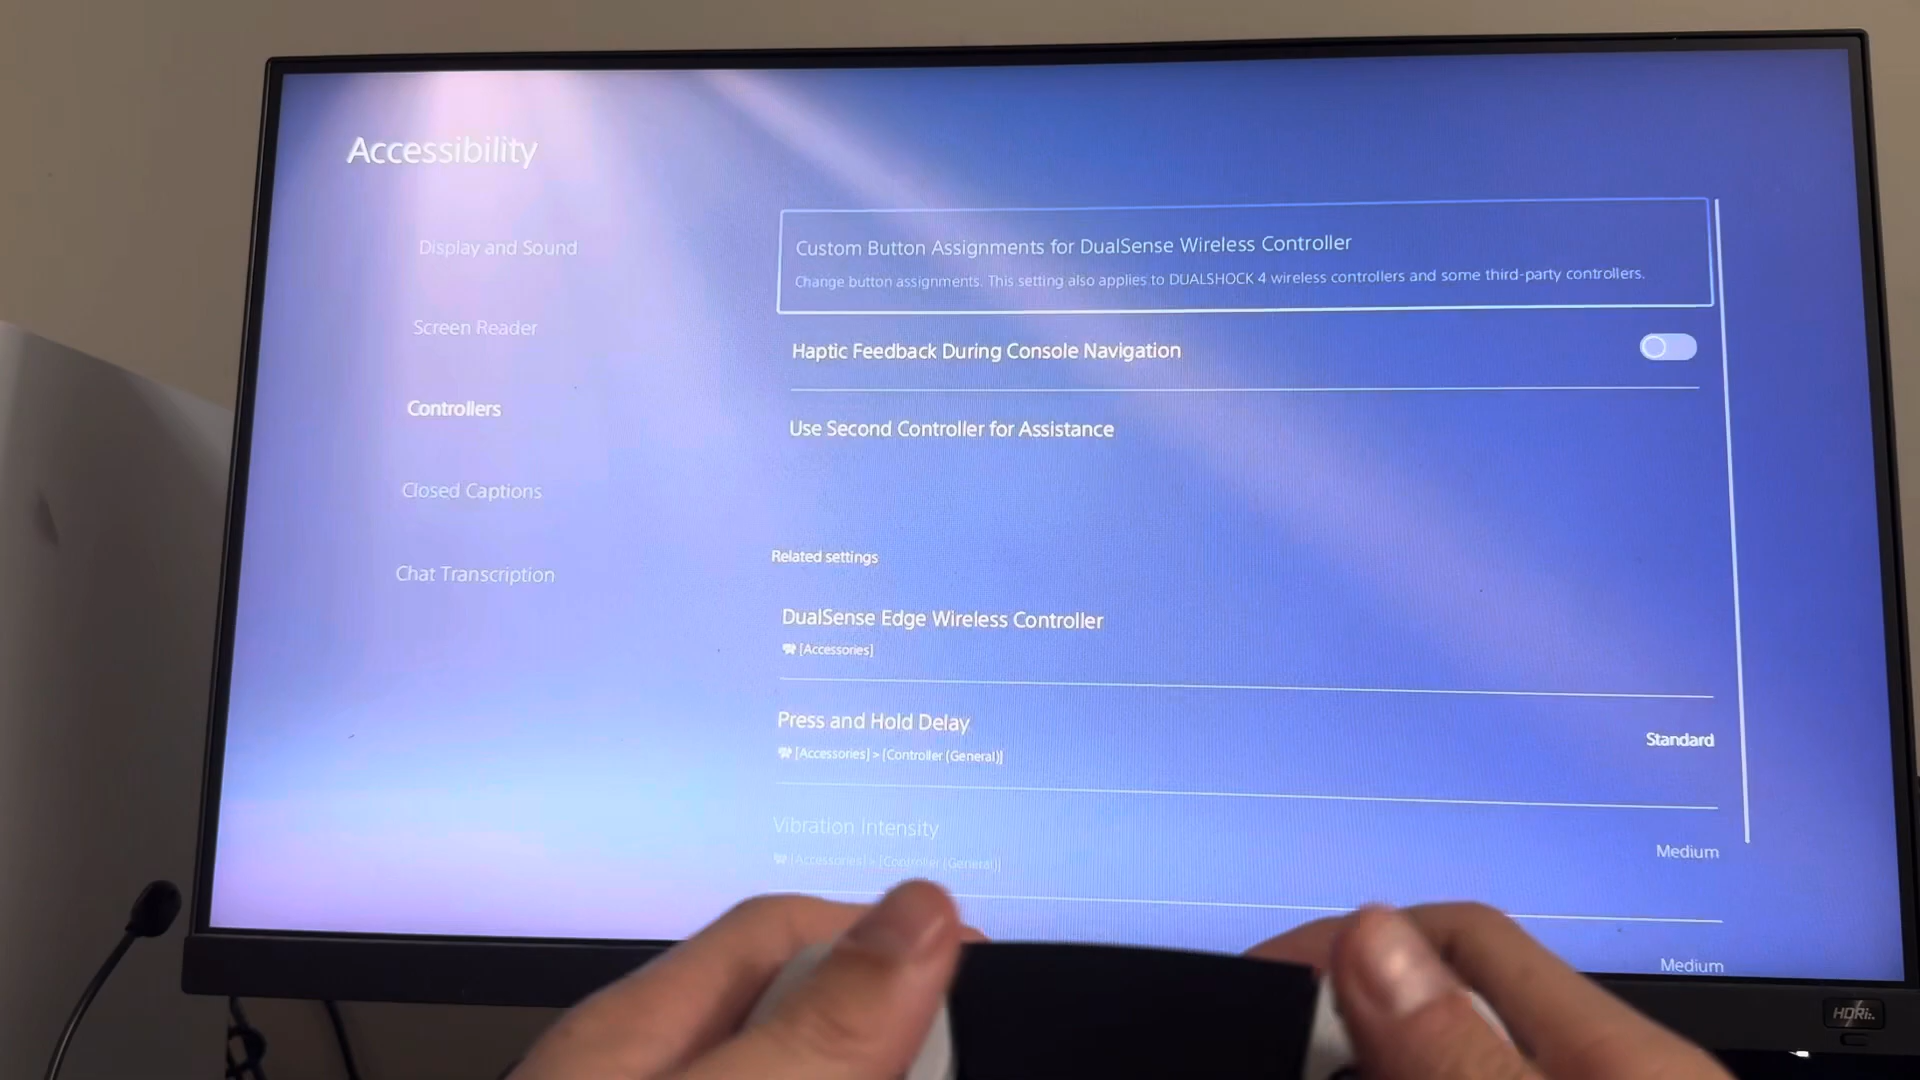 Accessibility
Display and Sound
Screen Reader
Controllers
Closed Captions
Chat Transcription
Custom Button Assignments for DualSense Wireless Controller
Change button assignments. This setting also applies to DUALSHOCK 4 wireless controllers and some third-party controllers.
Haptic Feedback During Console Navigation
Use Second Controller for Assistance
Related settings
DualSense Edge Wireless Controller
[Accessories]
Press and Hold Delay
[Accessories] > [Controller (General)]
Standard
Vibration Intensity
[Accessories] > [Controller (General)]
Medium
Medium